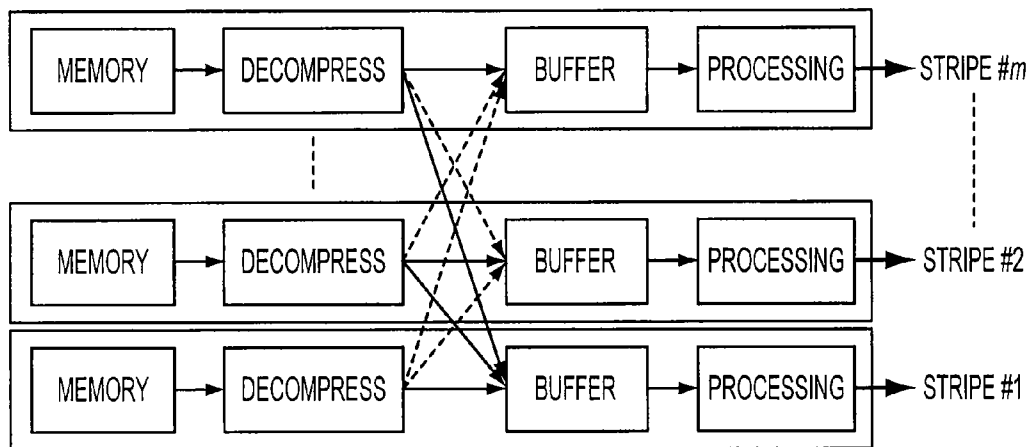 MEMORY DECOMPRESS BUFFER PROCESSING STRIPE #m
MEMORY DECOMPRESS BUFFER PROCESSING STRIPE #2
MEMORY DECOMPRESS BUFFER PROCESSING STRIPE #1